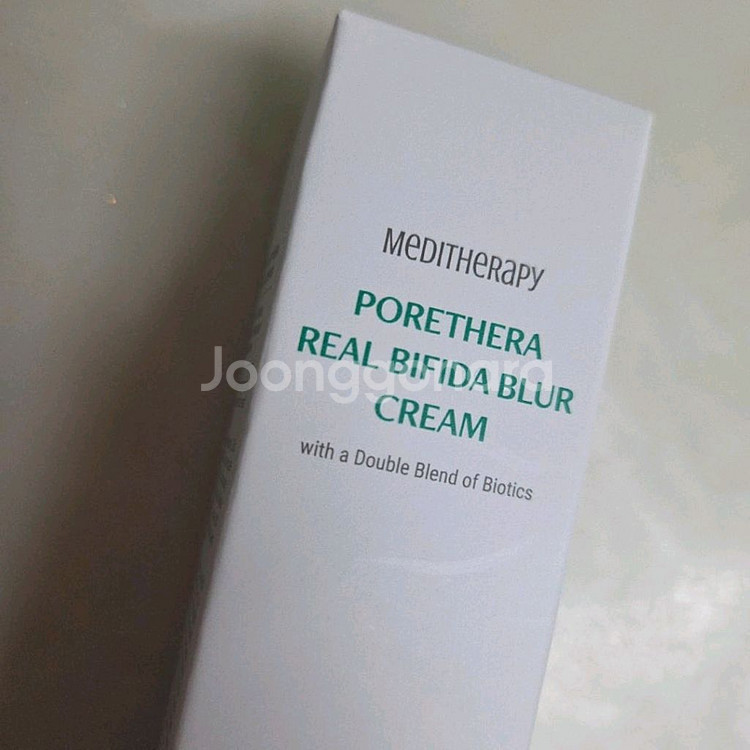 MEDITHERAPY
PORETHERA
REAL BIFIDA BLUR
CREAM
with a Double Blend of Biotics
Joonggonara